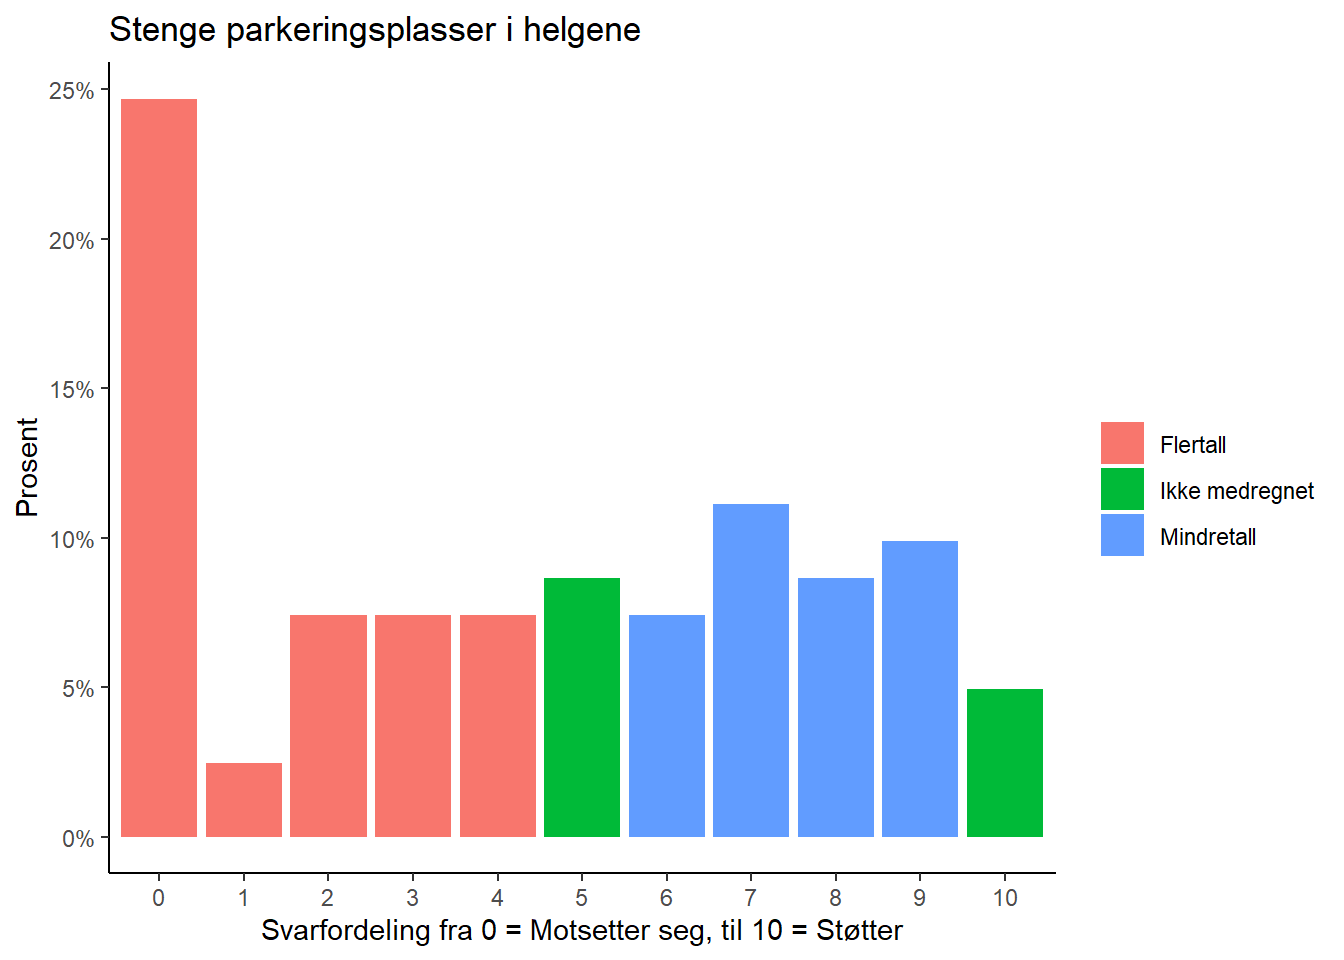 Stenge parkeringsplasser i helgene
25%
20%
15%
10%
5%
0%
Prosent
0 1 2 3 4 5 6 7 8 9 10
Svarfordeling fra 0 = Motsetter seg, til 10 = Støtter
Flertall
Ikke medregnet
Mindretall